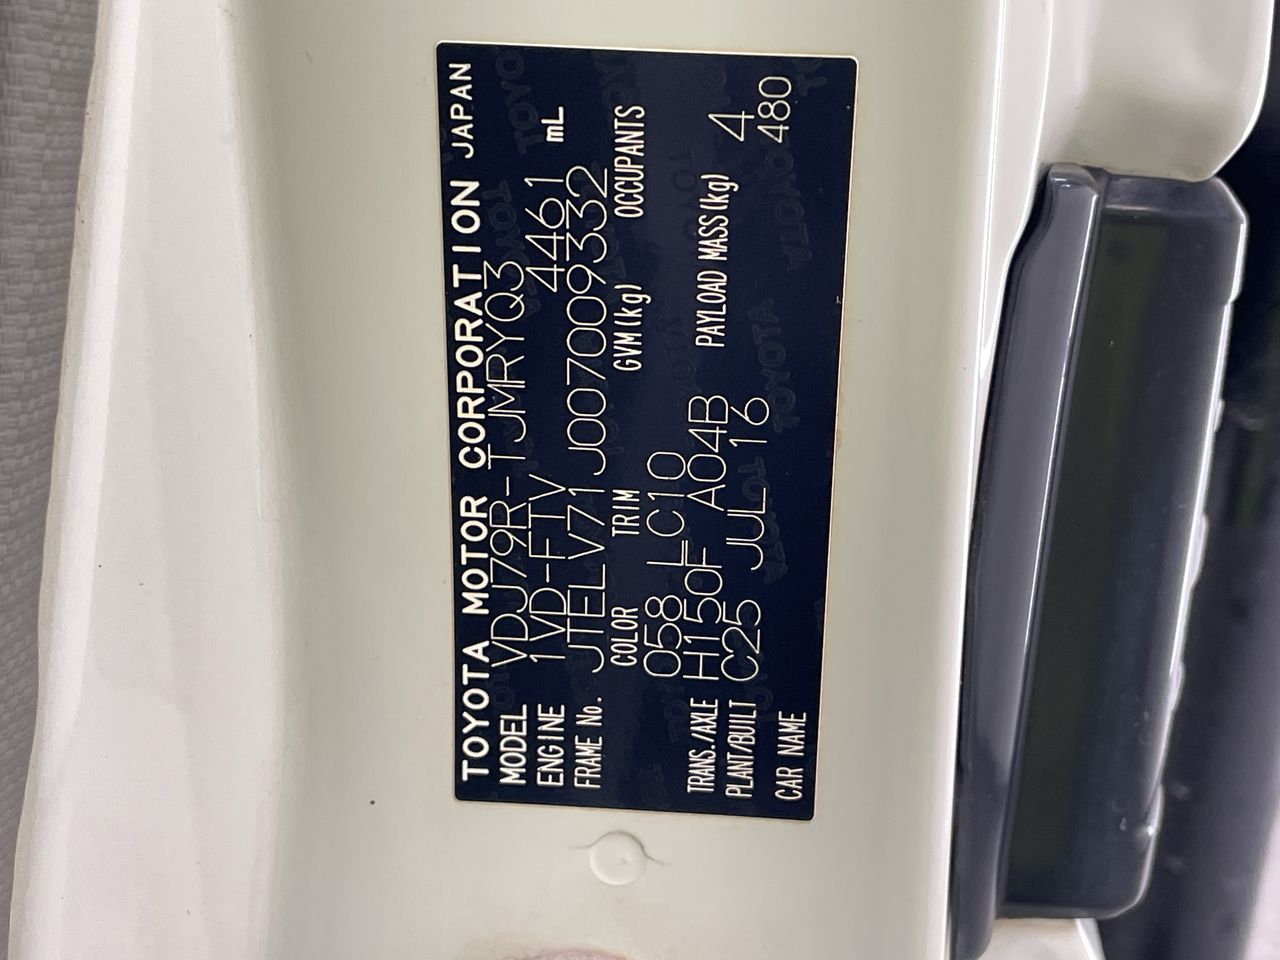 TOYOTA MOTOR CORPORATION JAPAN
MODEL VDJ79R-TJMRYQ3
ENGINE 1VD-FTV 4461 mL
FRAME No. JTELV71J007009332
COLOR TRIM GVM(kg) OCCUPANTS
058 LC10 4
TRANS./AXLE H150F A04B PAYLOAD MASS(kg) 480
PLANT/BUILT C25 JUL 16
CAR NAME